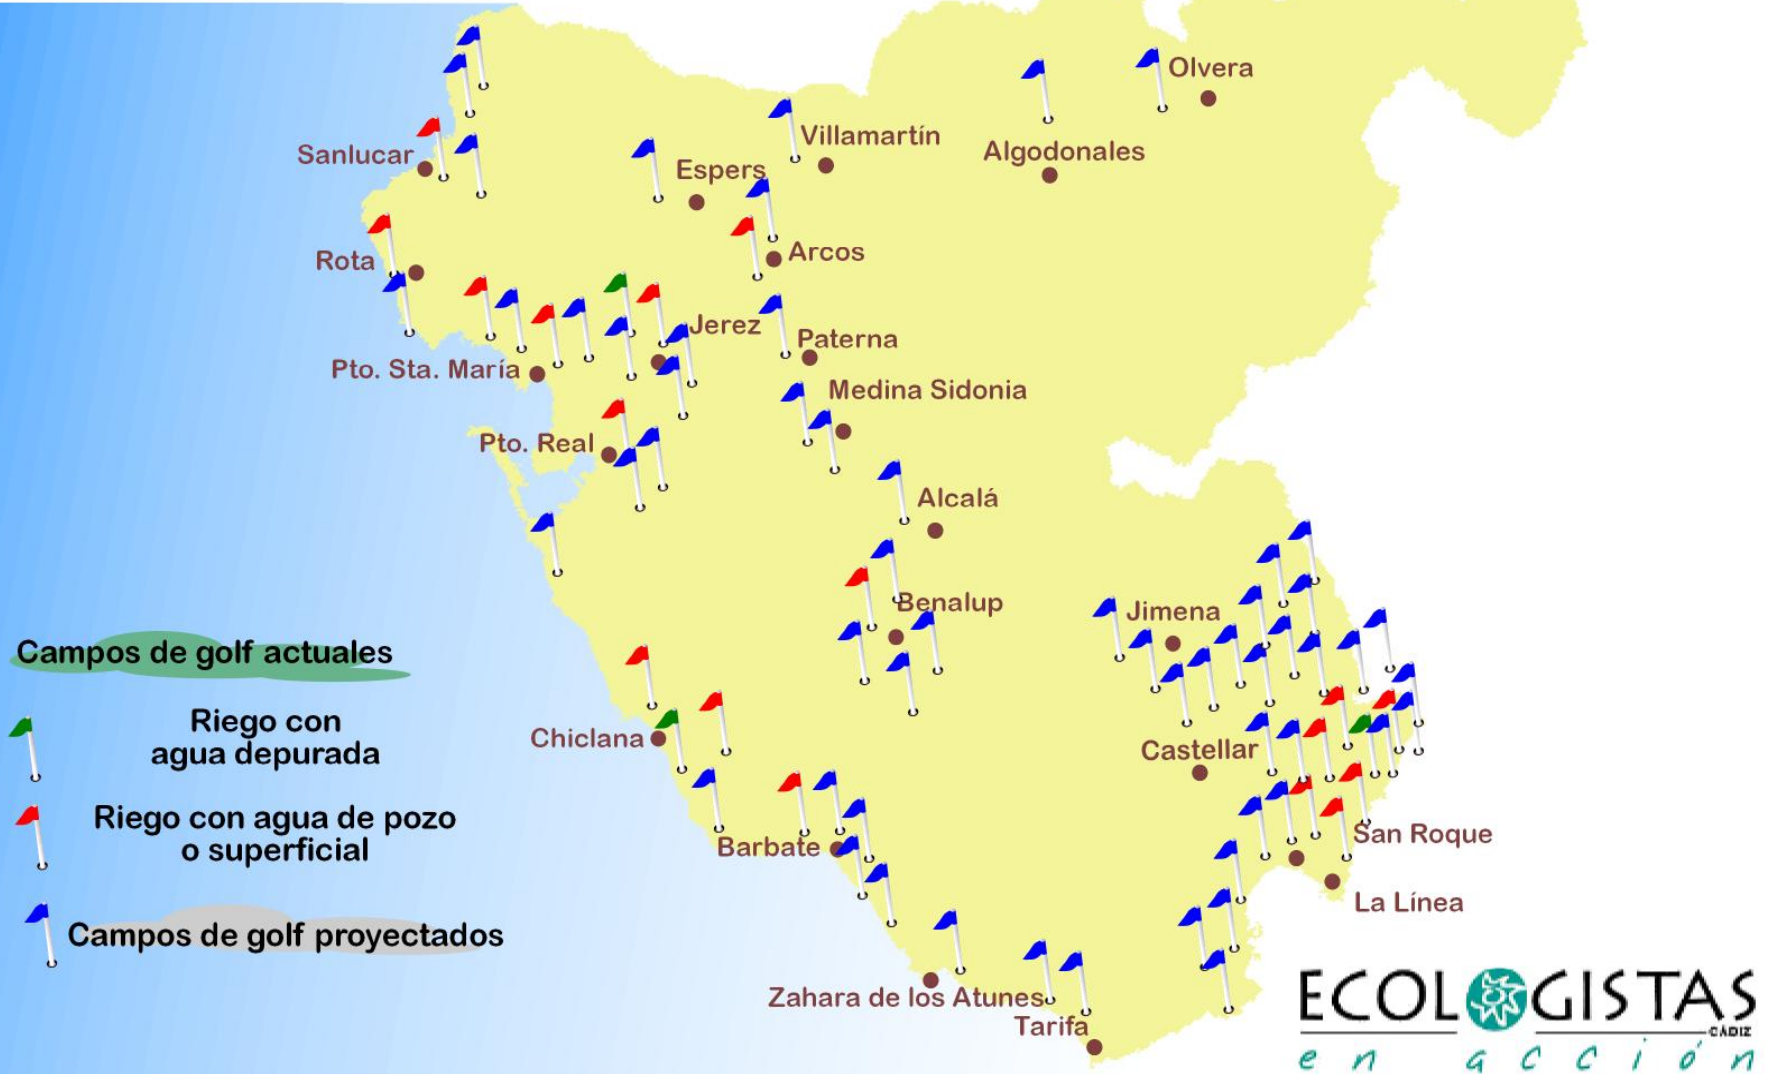 Olvera
Villamartín
Algodonales
Sanlucar
Espers
Arcos
Rota
Jerez
Paterna
Pto. Sta. María
Medina Sidonia
Pto. Real
Alcalá
Benalup
Jimena
Campos de golf actuales
Riego con
agua depurada
Chiclana
Castellar
Riego con agua de pozo
o superficial
Barbate
San Roque
La Línea
Campos de golf proyectados
Zahara de los Atunes
Tarifa
ECOLOGISTAS
CÁDIZ
en acción